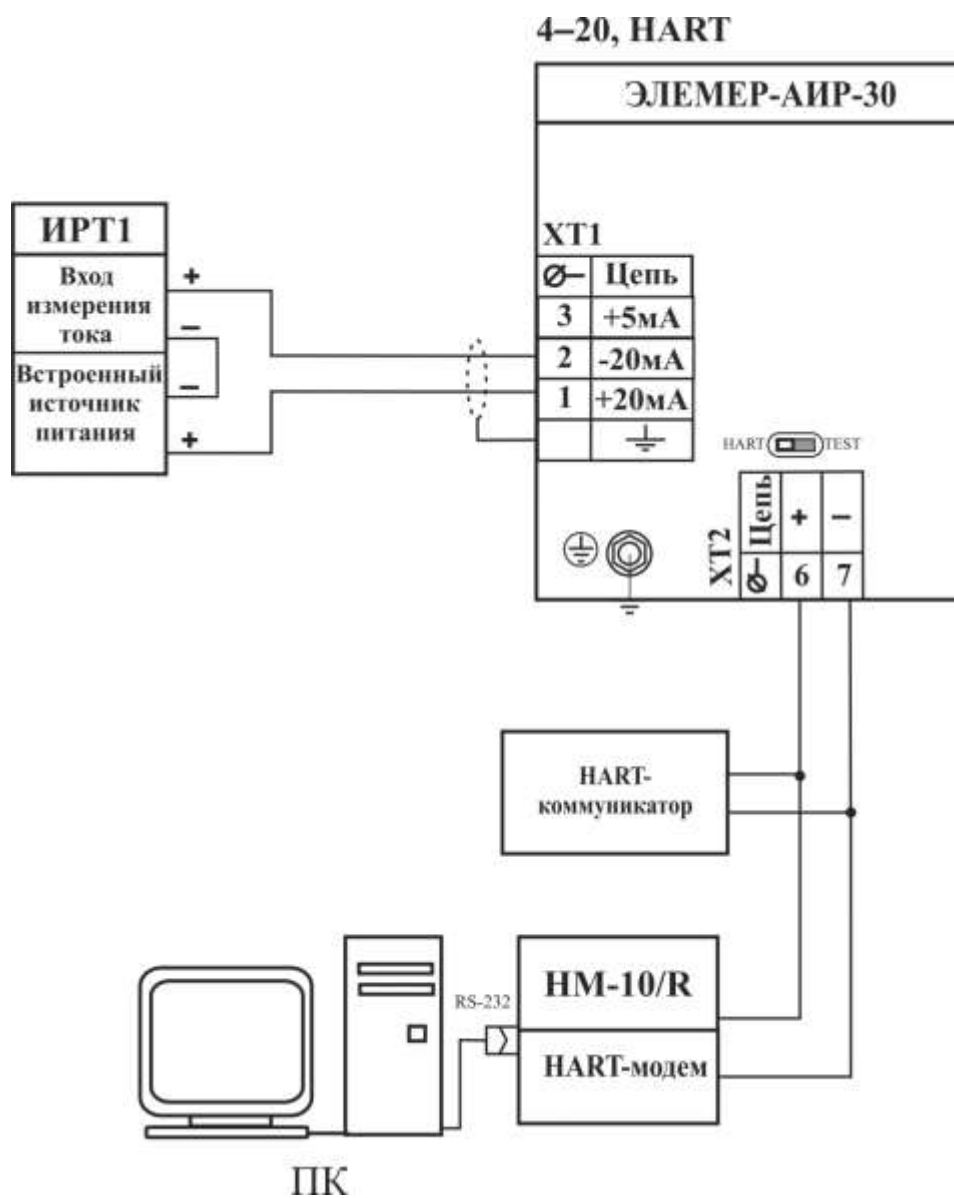 4–20, HART
ЭЛЕМЕР-АИР-30
ИРТ1
Вход
измерения
тока
+
–
Встроенный
источник
питания
–
+
XT1
Цепь
3 +5мА
2 -20мА
1 +20мА
HART TEST
XT2
Цепь + –
6 7
HART-
коммуникатор
RS-232
HM-10/R
HART-модем
ПК